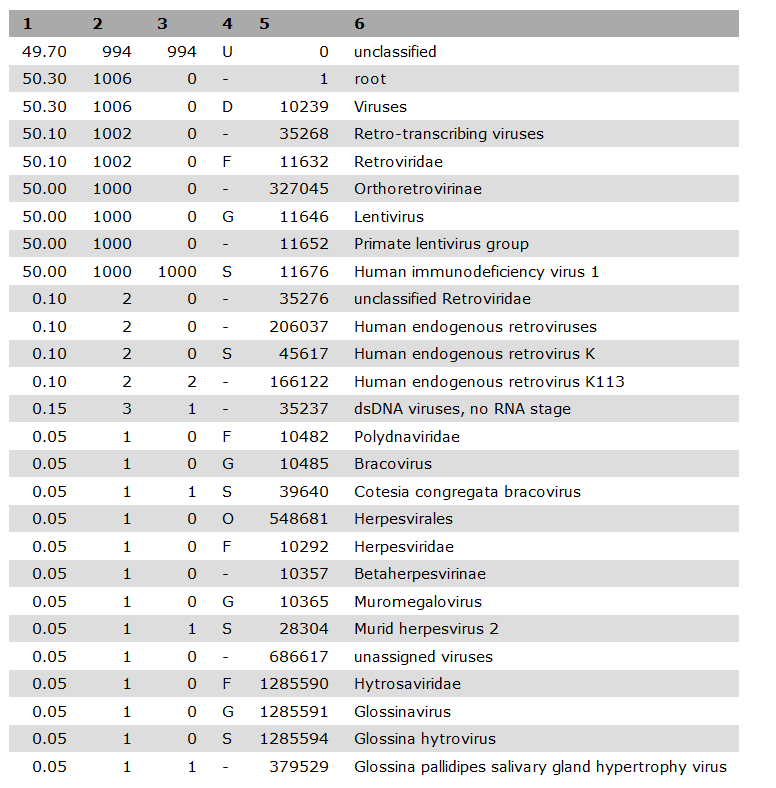 1 2 3 4 5 6
49.70 994 994 U 0 unclassified
50.30 1006 0 - 1 root
50.30 1006 0 D 10239 Viruses
50.10 1002 0 - 35268 Retro-transcribing viruses
50.10 1002 0 F 11632 Retroviridae
50.00 1000 0 - 327045 Orthoretrovirinae
50.00 1000 0 G 11646 Lentivirus
50.00 1000 0 - 11652 Primate lentivirus group
50.00 1000 1000 S 11676 Human immunodeficiency virus 1
0.10 2 0 - 35276 unclassified Retroviridae
0.10 2 0 - 206037 Human endogenous retroviruses
0.10 2 0 S 45617 Human endogenous retrovirus K
0.10 2 2 - 166122 Human endogenous retrovirus K113
0.15 3 1 - 35237 dsDNA viruses, no RNA stage
0.05 1 0 F 10482 Polydnaviridae
0.05 1 0 G 10485 Bracovirus
0.05 1 1 S 39640 Cotesia congregata bracovirus
0.05 1 0 O 548681 Herpesvirales
0.05 1 0 F 10292 Herpesviridae
0.05 1 0 - 10357 Betaherpesvirinae
0.05 1 0 G 10365 Muromegalovirus
0.05 1 1 S 28304 Murid herpesvirus 2
0.05 1 0 - 686617 unassigned viruses
0.05 1 0 F 1285590 Hytrosaviridae
0.05 1 0 G 1285591 Glossinavirus
0.05 1 0 S 1285594 Glossina hytrovirus
0.05 1 1 - 379529 Glossina pallidipes salivary gland hypertrophy virus